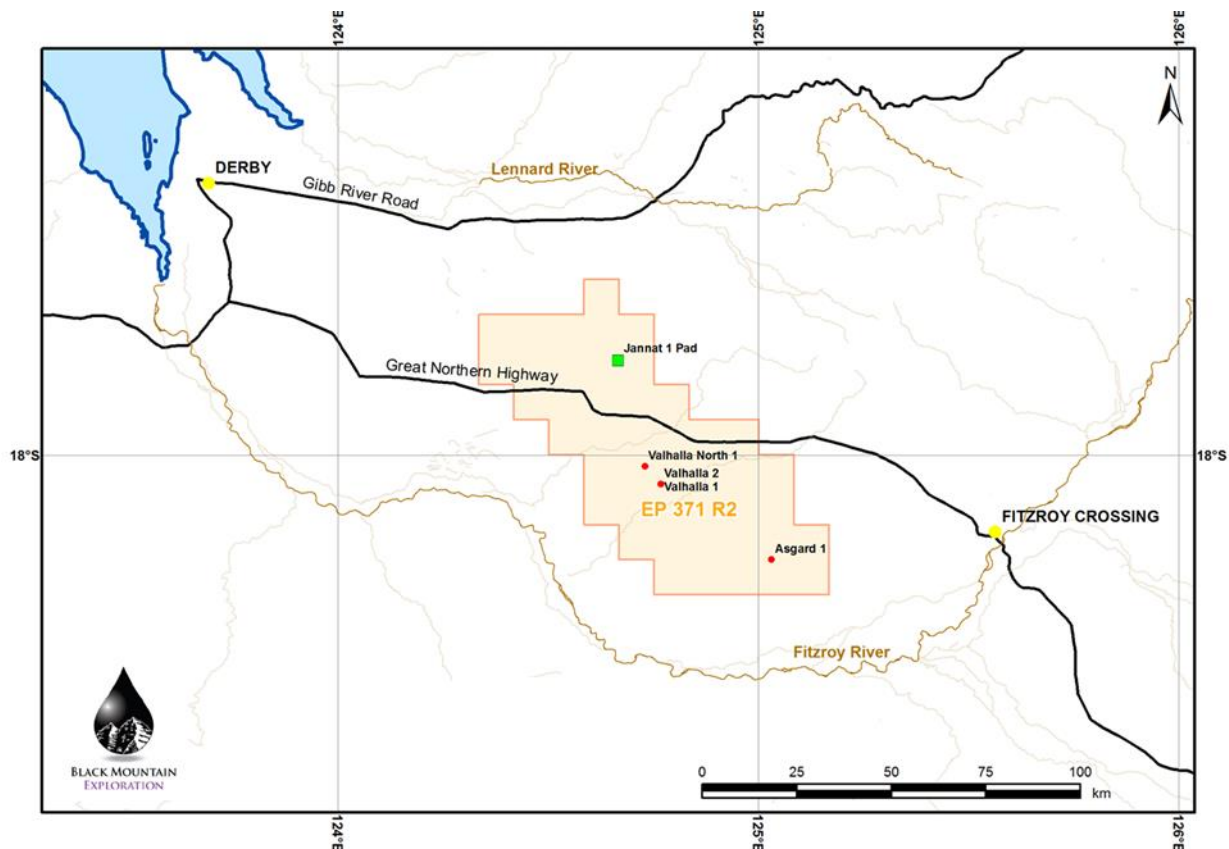 124°E
125°E
126°E
N
DERBY
Lennard River
Gibb River Road
Jannat 1 Pad
Great Northern Highway
18°S
18°S
Valhalla North 1
Valhalla 2
Valhalla 1
EP 371 R2
FITZROY CROSSING
Asgard 1
Fitzroy River
BLACK MOUNTAIN
EXPLORATION
0 25 50 75 100
km
124°E
125°E
126°E